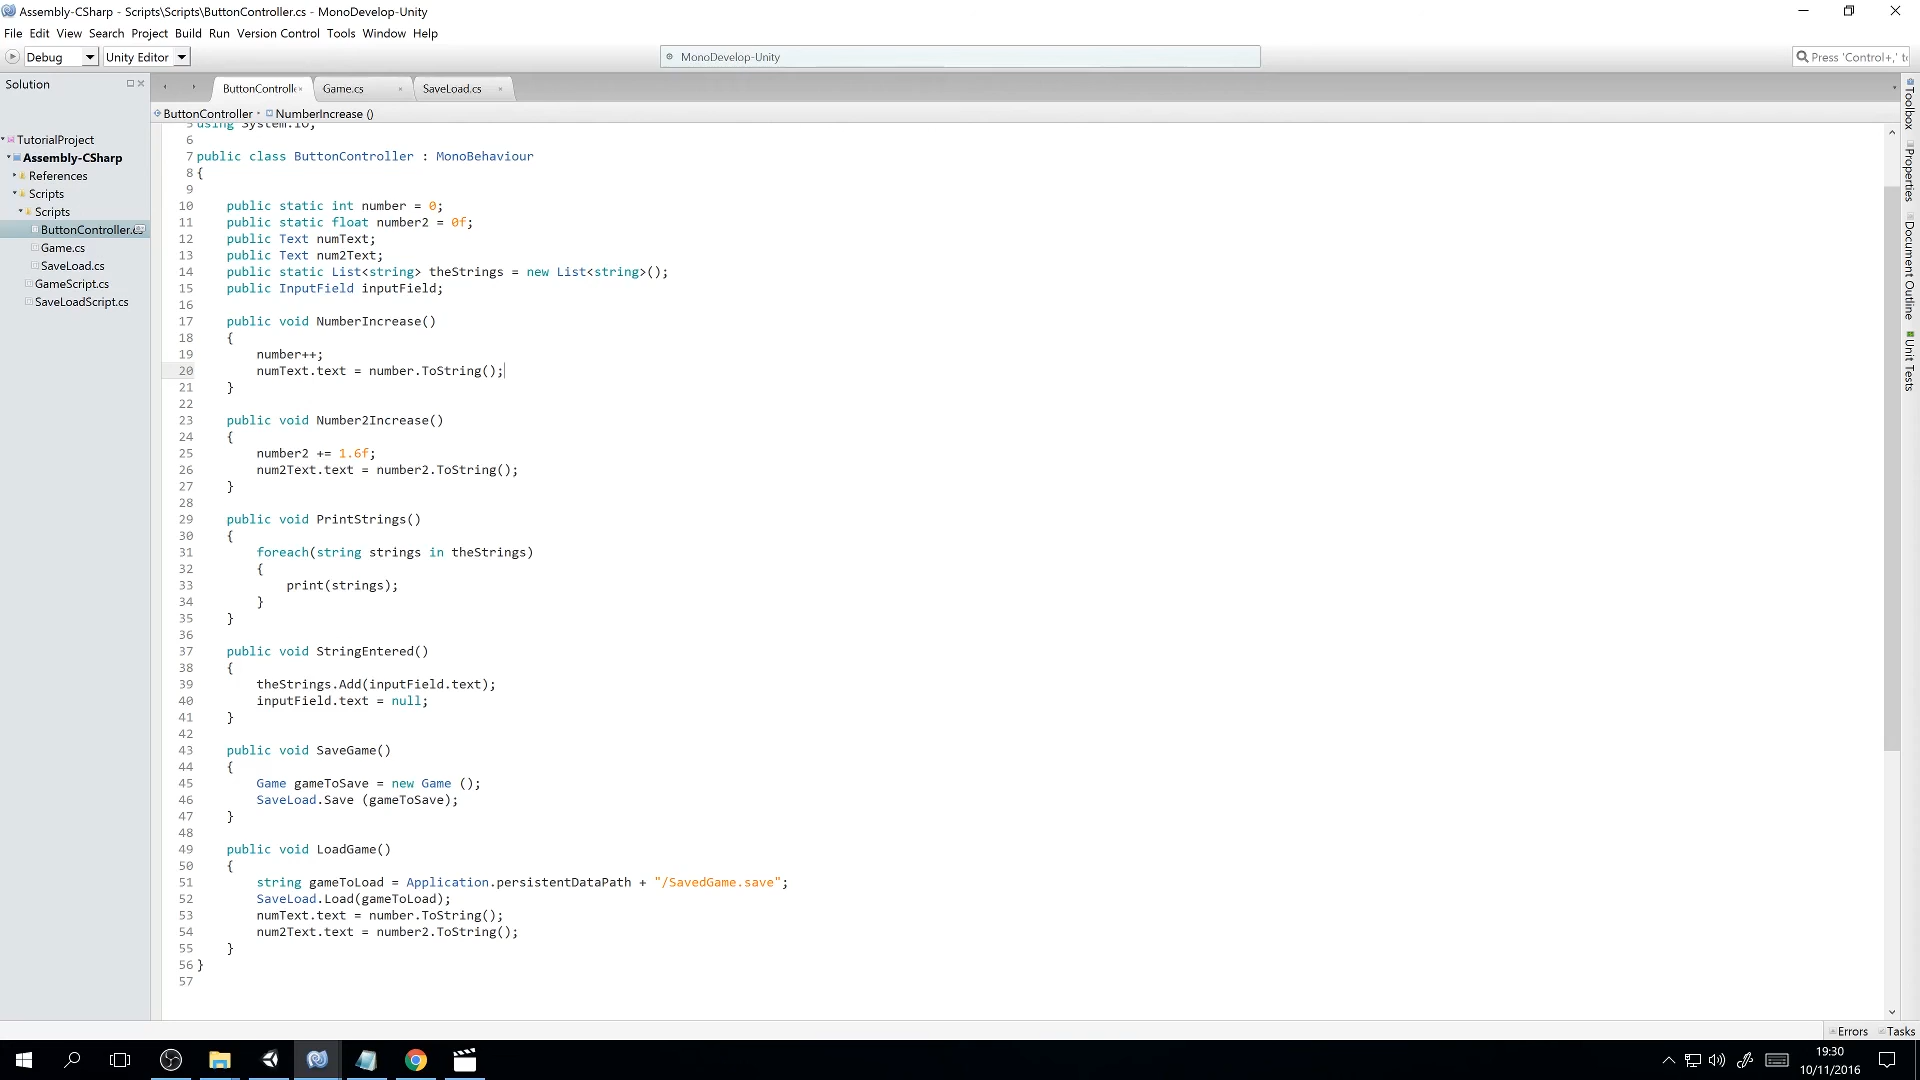 Assembly-CSharp - Scripts\Scripts\ButtonController.cs - MonoDevelop-Unity
File Edit View Search Project Build Run Version Control Tools Window Help
Debug Unity Editor MonoDevelop-Unity Press 'Control+,'
Solution
TutorialProject
Assembly-CSharp
References
Scripts
Scripts
ButtonController.cs
Game.cs
SaveLoad.cs
GameScript.cs
SaveLoadScript.cs
ButtonControlle Game.cs SaveLoad.cs
ButtonController NumberIncrease ()
5 using System.IO;
6
7 public class ButtonController : MonoBehaviour
8 {
9
10 public static int number = 0;
11 public static float number2 = 0f;
12 public Text numText;
13 public Text num2Text;
14 public static List<string> theStrings = new List<string>();
15 public InputField inputField;
16
17 public void NumberIncrease()
18 {
19 number++;
20 numText.text = number.ToString();
21 }
22
23 public void Number2Increase()
24 {
25 number2 += 1.6f;
26 num2Text.text = number2.ToString();
27 }
28
29 public void PrintStrings()
30 {
31 foreach(string strings in theStrings)
32 {
33 print(strings);
34 }
35 }
36
37 public void StringEntered()
38 {
39 theStrings.Add(inputField.text);
40 inputField.text = null;
41 }
42
43 public void SaveGame()
44 {
45 Game gameToSave = new Game ();
46 SaveLoad.Save (gameToSave);
47 }
48
49 public void LoadGame()
50 {
51 string gameToLoad = Application.persistentDataPath + "/SavedGame.save";
52 SaveLoad.Load(gameToLoad);
53 numText.text = number.ToString();
54 num2Text.text = number2.ToString();
55 }
56 }
57
Toolbox
Properties
Document Outline
Unit Tests
Errors Tasks
19:30
10/11/2016